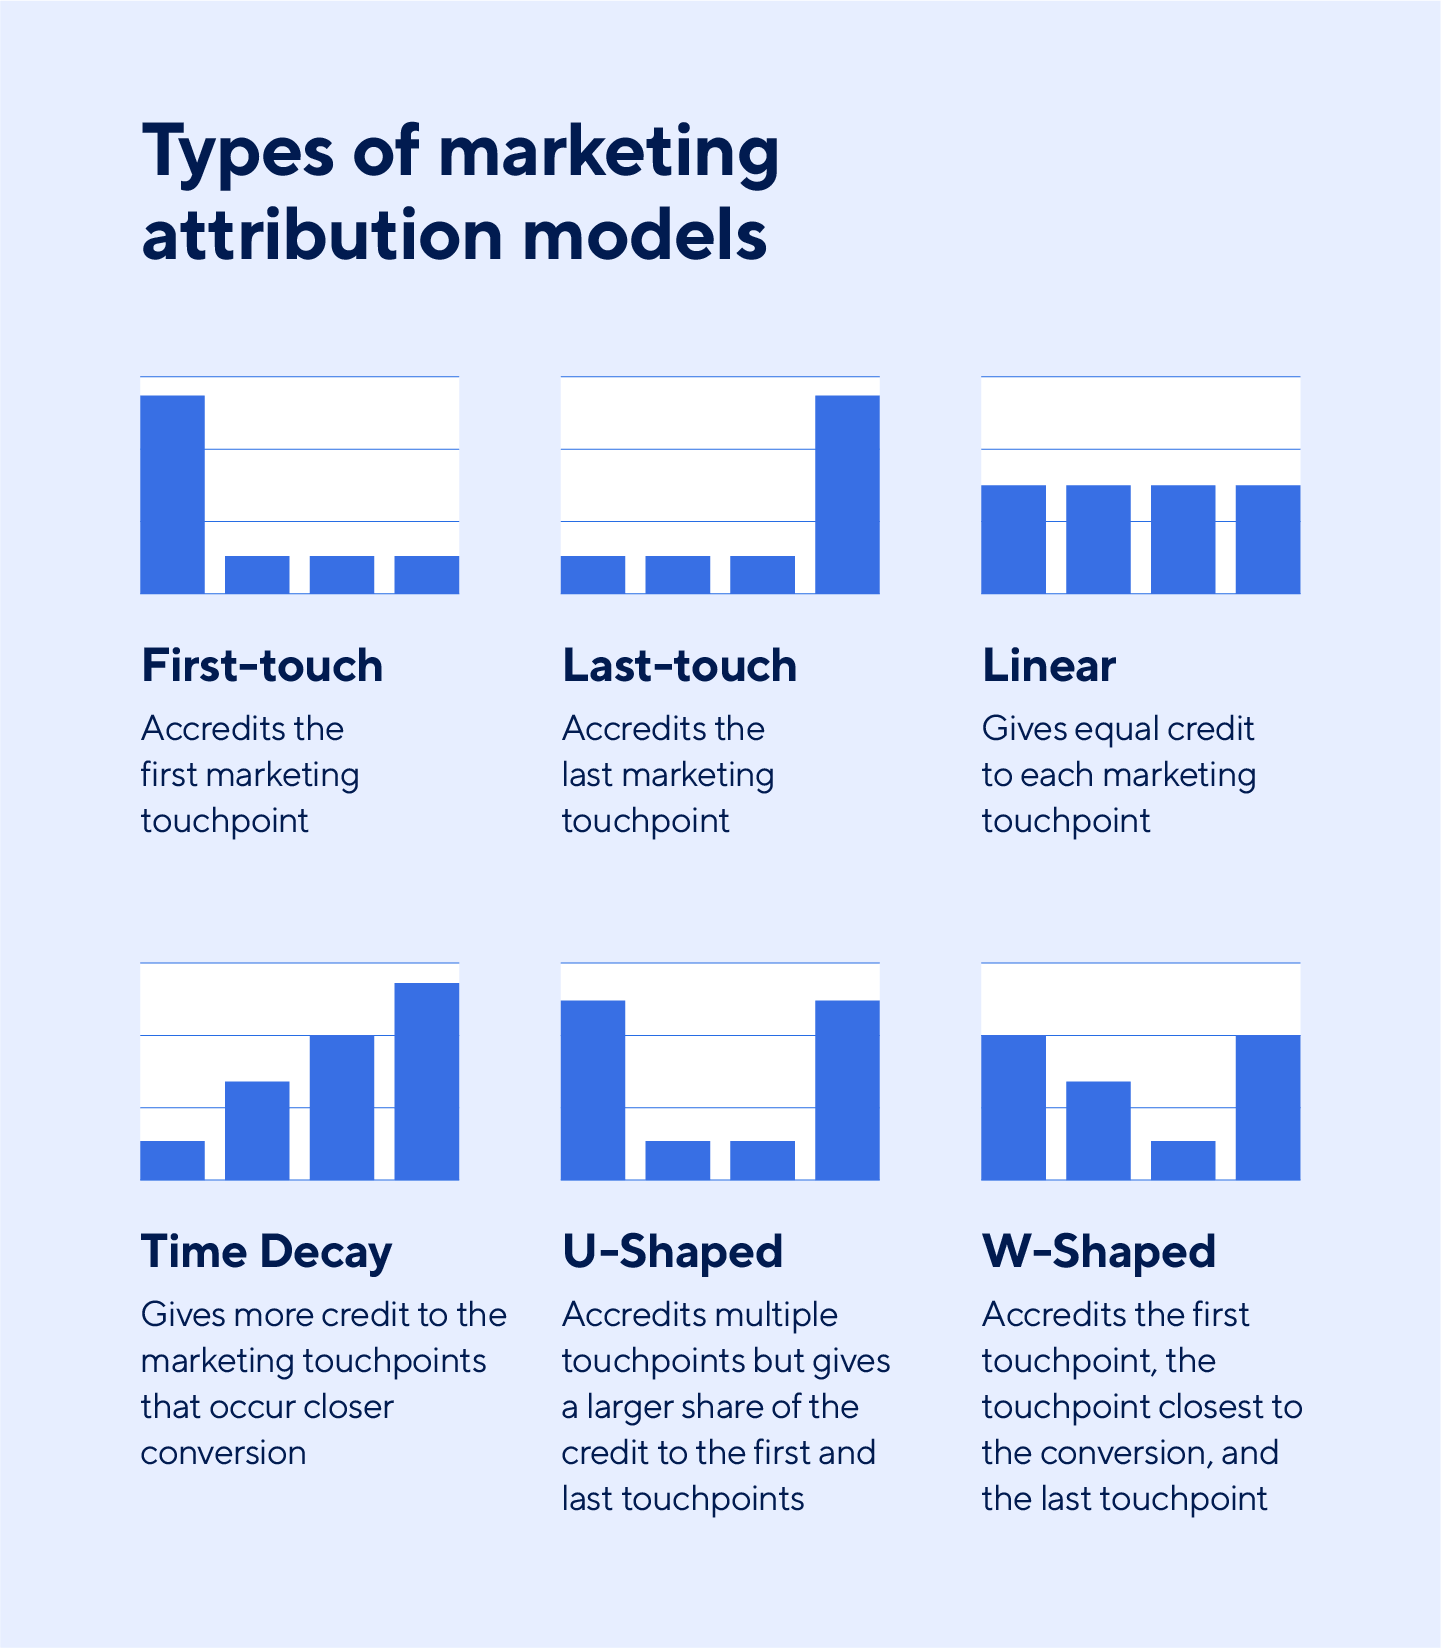 Types of marketing
attribution models
First-touch
Accredits the
first marketing
touchpoint
Last-touch
Accredits the
last marketing
touchpoint
Linear
Gives equal credit
to each marketing
touchpoint
Time Decay
Gives more credit to the
marketing touchpoints
that occur closer
conversion
U-Shaped
Accredits multiple
touchpoints but gives
a larger share of the
credit to the first and
last touchpoints
W-Shaped
Accredits the first
touchpoint, the
touchpoint closest to
the conversion, and
the last touchpoint